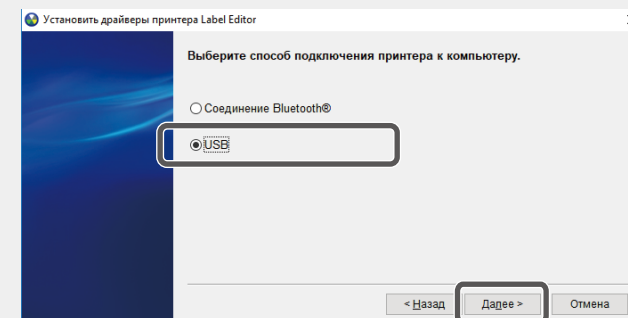 Установить драйверы принтера Label Editor
Выберите способ подключения принтера к компьютеру.
Соединение Bluetooth®
USB
< Назад
Далее >
Отмена